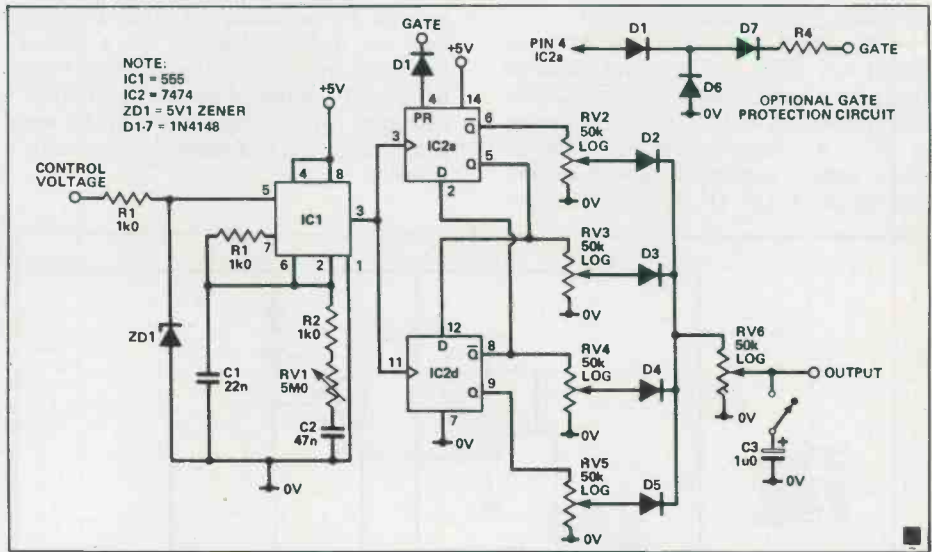 NOTE:
IC1 = 555
IC2 = 7474
ZD1 = 5V1 ZENER
D1-7 = 1N4148
CONTROL
VOLTAGE
R1
1k0
ZD1
R1
1k0
C1
22n
+5V
4
8
5
7
IC1
3
6
2
1
R2
1k0
RV1
5M0
C2
47n
0V
GATE
D1
+5V
4
14
PR
3
IC2a
6
Q̅
5
Q
D
2
12
D
11
IC2d
8
Q̅
9
Q
7
0V
RV2
50k
LOG
D2
0V
RV3
50k
LOG
D3
0V
RV4
50k
LOG
D4
0V
RV5
50k
LOG
D5
0V
PIN 4
IC2a
D1
D7
R4
GATE
D6
0V
OPTIONAL GATE
PROTECTION CIRCUIT
RV6
50k
LOG
OUTPUT
0V
C3
1u0
+